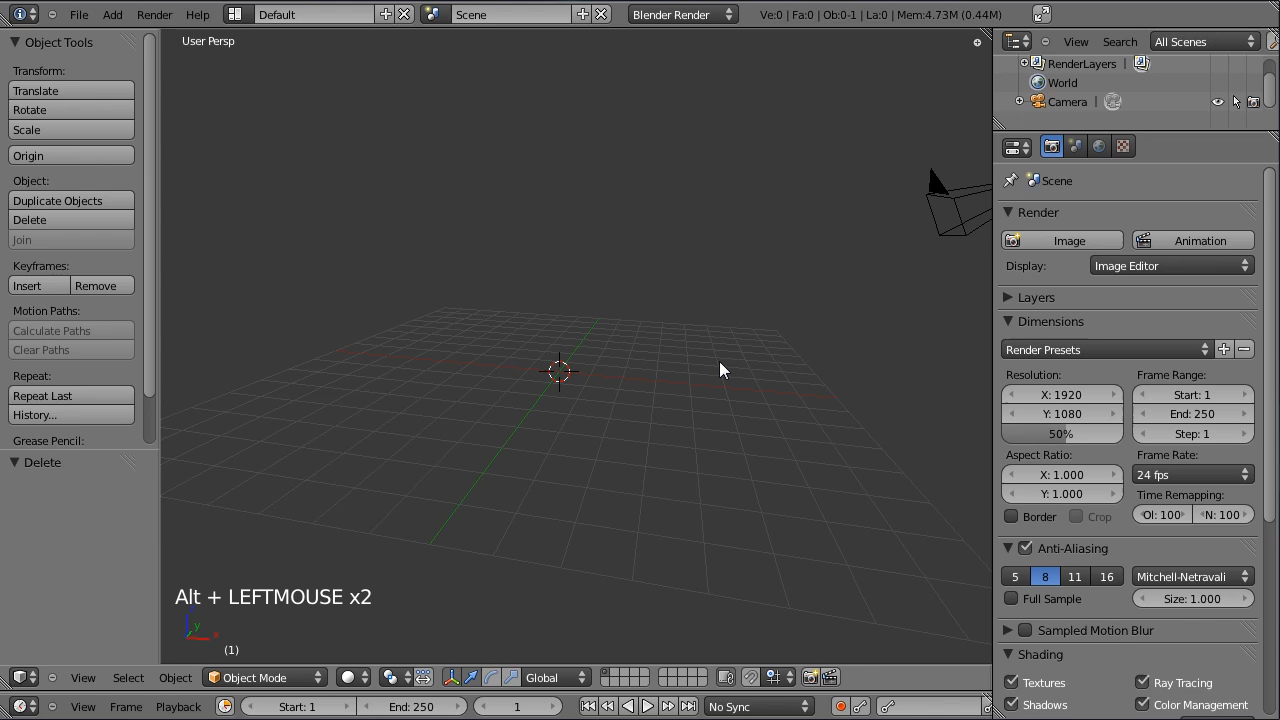 File Add Render Help Default Scene Blender Render Ve:0 | Fa:0 | Ob:0-1 | La:0 | Mem:4.73M (0.44M)
Object Tools
Transform:
Translate
Rotate
Scale
Origin
Object:
Duplicate Objects
Delete
Join
Keyframes:
Insert Remove
Motion Paths:
Calculate Paths
Clear Paths
Repeat:
Repeat Last
History...
Grease Pencil:
Delete
User Persp
Alt + LEFTMOUSE x2
y
x
(1)
View Search All Scenes
RenderLayers |
World
Camera |
Scene
Render
Image Animation
Display: Image Editor
Layers
Dimensions
Render Presets
Resolution: Frame Range:
X: 1920 Start: 1
Y: 1080 End: 250
50% Step: 1
Aspect Ratio: Frame Rate:
X: 1.000 24 fps
Y: 1.000 Time Remapping:
Border Crop Ol: 100 N: 100
Anti-Aliasing
5 8 11 16 Mitchell-Netravali
Full Sample Size: 1.000
Sampled Motion Blur
Shading
Textures Ray Tracing
Shadows Color Management
View Select Object Object Mode Global
View Frame Playback Start: 1 End: 250 1 No Sync